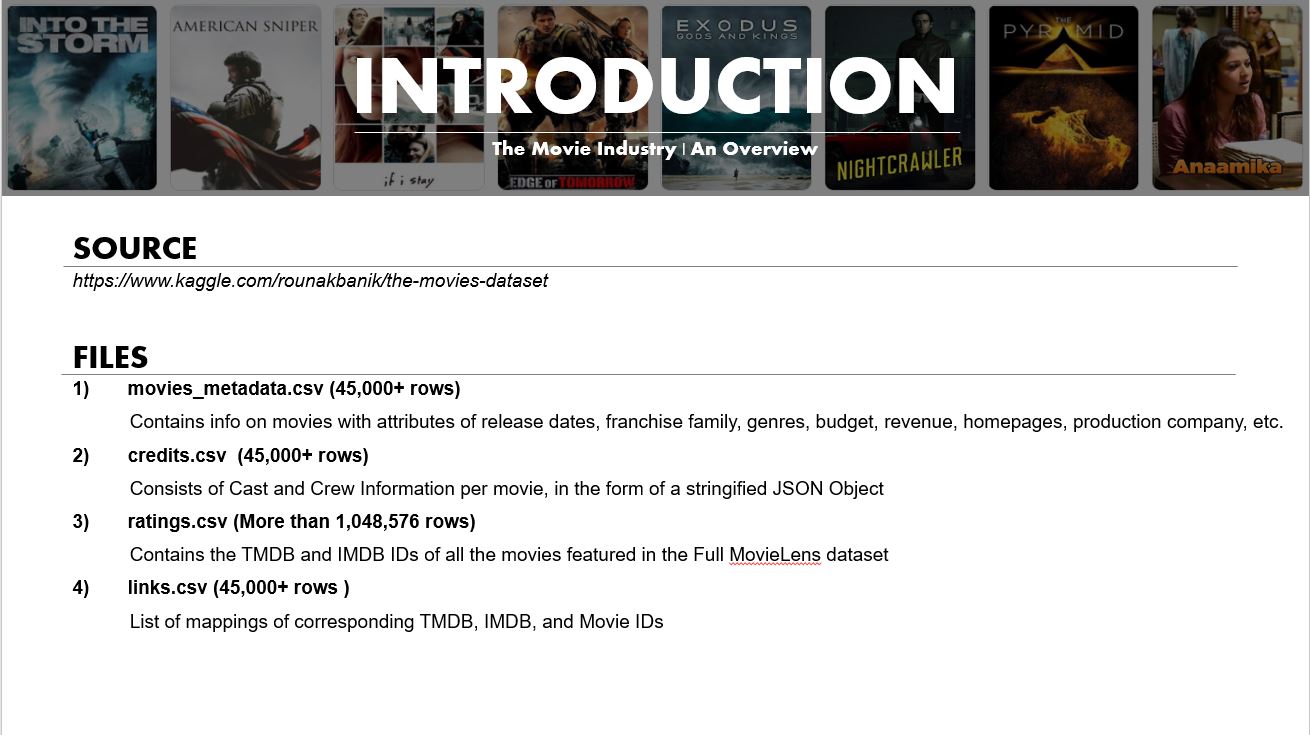 INTO THE
STORM
AMERICAN SNIPER
if i stay
EDGE OF TOMORROW
EXODUS
GODS AND KINGS
NIGHTCRAWLER
THE
PYRAMID
Anaamika
INTRODUCTION
The Movie Industry | An Overview
SOURCE
https://www.kaggle.com/rounakbanik/the-movies-dataset
FILES
1) movies_metadata.csv (45,000+ rows)
Contains info on movies with attributes of release dates, franchise family, genres, budget, revenue, homepages, production company, etc.
2) credits.csv  (45,000+ rows)
Consists of Cast and Crew Information per movie, in the form of a stringified JSON Object
3) ratings.csv (More than 1,048,576 rows)
Contains the TMDB and IMDB IDs of all the movies featured in the Full MovieLens dataset
4) links.csv (45,000+ rows )
List of mappings of corresponding TMDB, IMDB, and Movie IDs